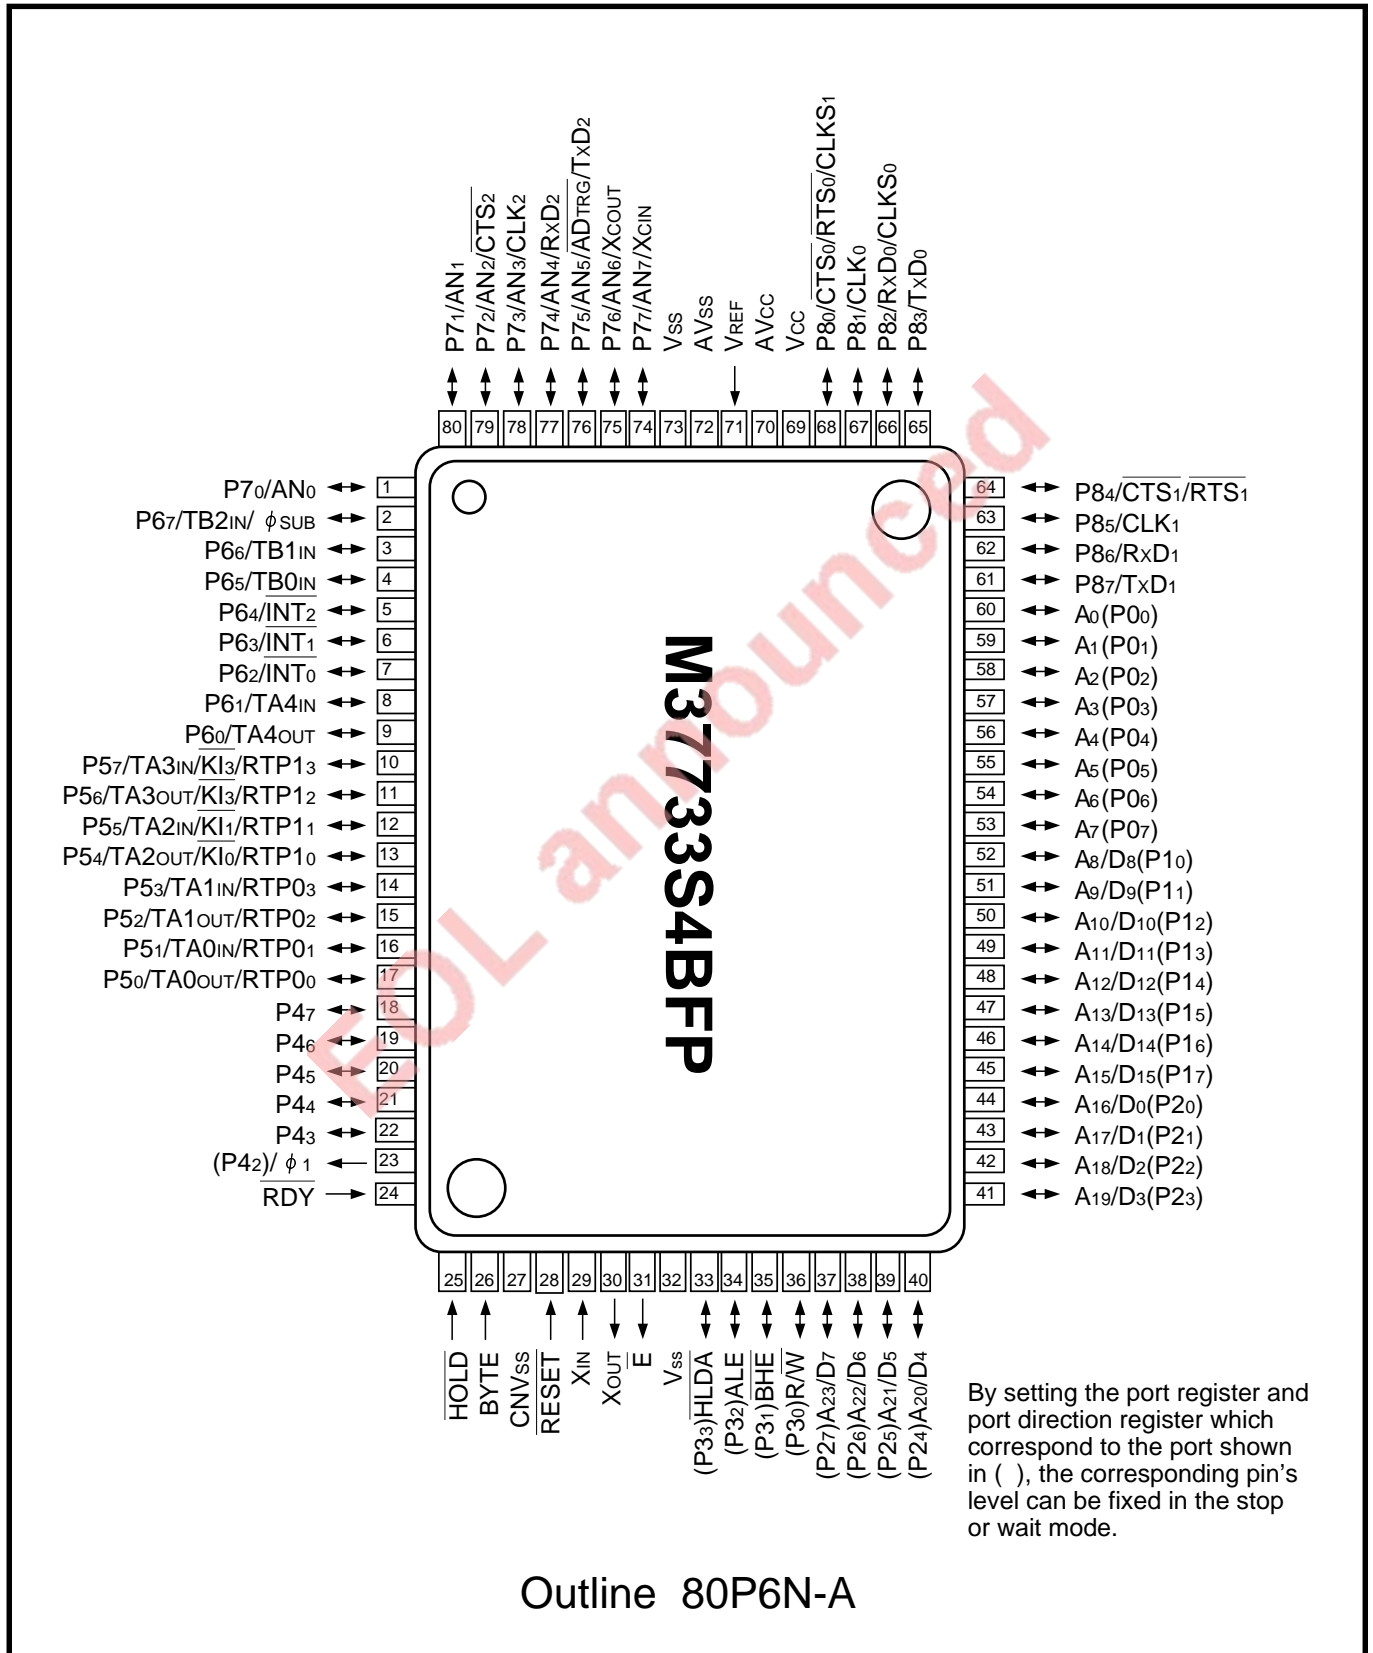 P71/AN1
P72/AN2/CTS2
P73/AN3/CLK2
P74/AN4/RxD2
P75/AN5/ADTRG/TxD2
P76/AN6/XCOUT
P77/AN7/XCIN
VSS
AVSS
VREF
AVCC
VCC
P80/CTS0/RTS0/CLKS1
P81/CLK0
P82/RxD0/CLKS0
P83/TxD0
80 79 78 77 76 75 74 73 72 71 70 69 68 67 66 65
P70/AN0 1
P67/TB2IN/ φSUB 2
P66/TB1IN 3
P65/TB0IN 4
P64/INT2 5
P63/INT1 6
P62/INT0 7
P61/TA4IN 8
P60/TA4OUT 9
P57/TA3IN/KI3/RTP13 10
P56/TA3OUT/KI3/RTP12 11
P55/TA2IN/KI1/RTP11 12
P54/TA2OUT/KI0/RTP10 13
P53/TA1IN/RTP03 14
P52/TA1OUT/RTP02 15
P51/TA0IN/RTP01 16
P50/TA0OUT/RTP00 17
P47 18
P46 19
P45 20
P44 21
P43 22
(P42)/ φ1 23
RDY 24
M37733S4BFP
EOL announced
64 P84/CTS1/RTS1
63 P85/CLK1
62 P86/RxD1
61 P87/TxD1
60 A0(P00)
59 A1(P01)
58 A2(P02)
57 A3(P03)
56 A4(P04)
55 A5(P05)
54 A6(P06)
53 A7(P07)
52 A8/D8(P10)
51 A9/D9(P11)
50 A10/D10(P12)
49 A11/D11(P13)
48 A12/D12(P14)
47 A13/D13(P15)
46 A14/D14(P16)
45 A15/D15(P17)
44 A16/D0(P20)
43 A17/D1(P21)
42 A18/D2(P22)
41 A19/D3(P23)
25 26 27 28 29 30 31 32 33 34 35 36 37 38 39 40
HOLD
BYTE
CNVSS
RESET
XIN
XOUT
E
Vss
(P33)HLDA
(P32)ALE
(P31)BHE
(P30)R/W
(P27)A23/D7
(P26)A22/D6
(P25)A21/D5
(P24)A20/D4
By setting the port register and
port direction register which
correspond to the port shown
in ( ), the corresponding pin's
level can be fixed in the stop
or wait mode.
Outline 80P6N-A